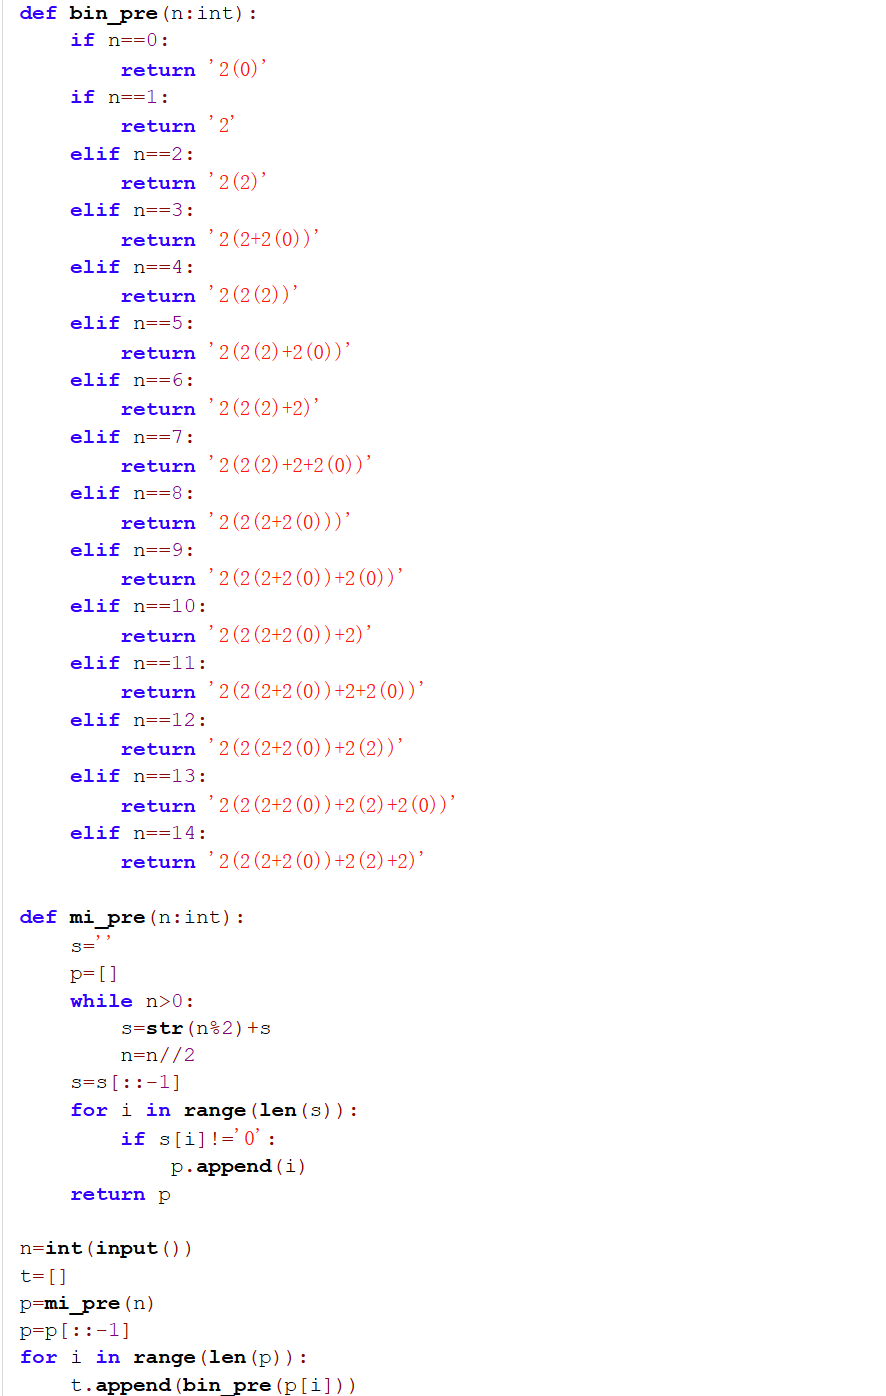 def bin_pre(n:int):
    if n==0:
        return '2(0)'
    if n==1:
        return '2'
    elif n==2:
        return '2(2)'
    elif n==3:
        return '2(2+2(0))'
    elif n==4:
        return '2(2(2))'
    elif n==5:
        return '2(2(2)+2(0))'
    elif n==6:
        return '2(2(2)+2)'
    elif n==7:
        return '2(2(2)+2+2(0))'
    elif n==8:
        return '2(2(2+2(0)))'
    elif n==9:
        return '2(2(2+2(0))+2(0))'
    elif n==10:
        return '2(2(2+2(0))+2)'
    elif n==11:
        return '2(2(2+2(0))+2+2(0))'
    elif n==12:
        return '2(2(2+2(0))+2(2))'
    elif n==13:
        return '2(2(2+2(0))+2(2)+2(0))'
    elif n==14:
        return '2(2(2+2(0))+2(2)+2)'

def mi_pre(n:int):
    s=''
    p=[]
    while n>0:
        s=str(n%2)+s
        n=n//2
    s=s[::-1]
    for i in range(len(s)):
        if s[i]!='0':
            p.append(i)
    return p

n=int(input())
t=[]
p=mi_pre(n)
p=p[::-1]
for i in range(len(p)):
    t.append(bin_pre(p[i]))